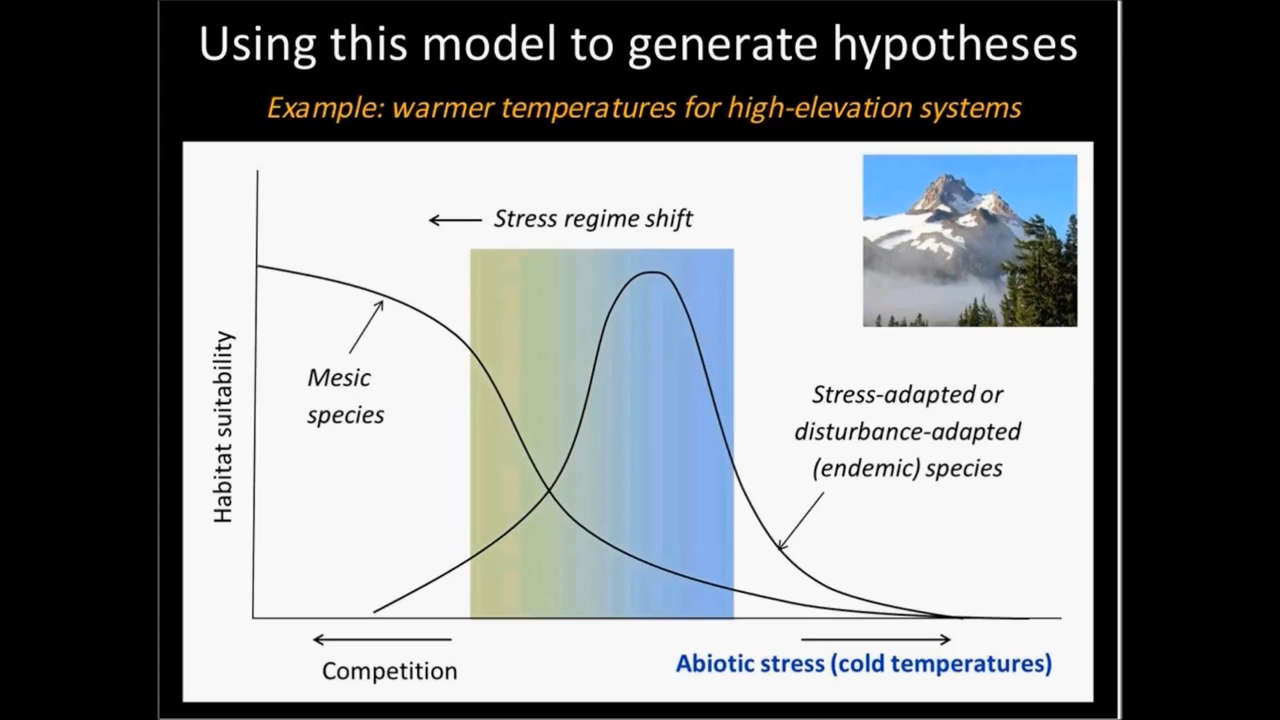 Using this model to generate hypotheses
Example: warmer temperatures for high-elevation systems
Stress regime shift
Habitat suitability
Mesic
species
Stress-adapted or
disturbance-adapted
(endemic) species
Competition
Abiotic stress (cold temperatures)